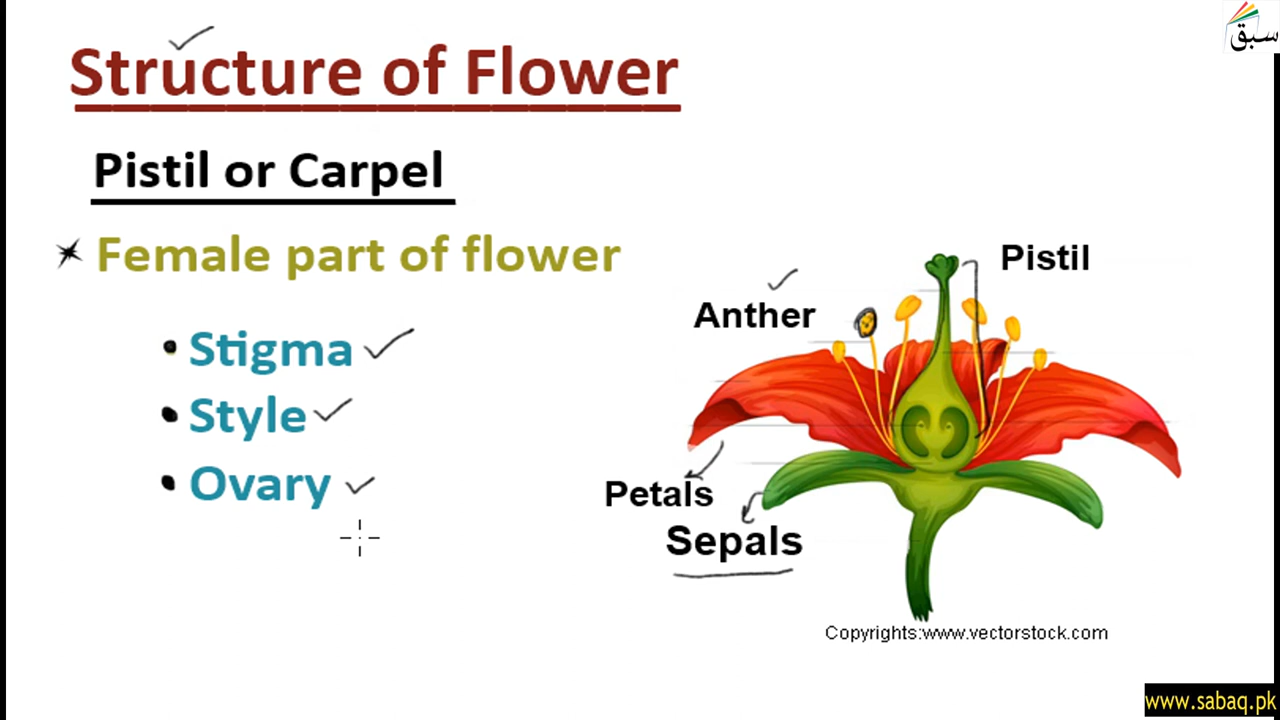 سبق
Structure of Flower
Pistil or Carpel
Female part of flower
• Stigma
• Style
• Ovary
Pistil
Anther
Petals
Sepals
Copyrights:www.vectorstock.com
www.sabaq.pk